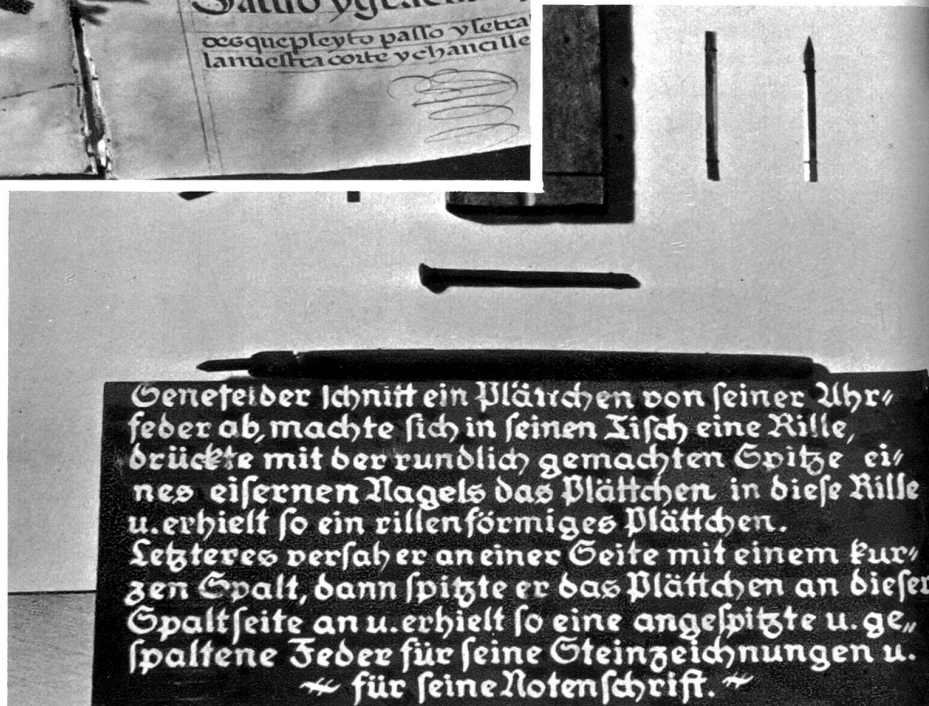 desque pleyto passo y setra
la nuestra corte y chancille
Senefelder ſchnitt ein Plättchen von ſeiner Uhr⸗
feder ab, machte ſich in ſeinen Tiſch eine Rille,
drückte mit der rundlich gemachten Spitze ei⸗
nes eiſernen Nagels das Plättchen in dieſe Rille
u. erhielt ſo ein rillenförmiges Plättchen.
Letzteres verſah er an einer Seite mit einem kur⸗
zen Spalt, dann ſpitzte er das Plättchen an dieſer
Spaltſeite an u. erhielt ſo eine angeſpitzte u. ge⸗
ſpaltene Feder für ſeine Steinzeichnungen u.
für ſeine Notenſchrift.